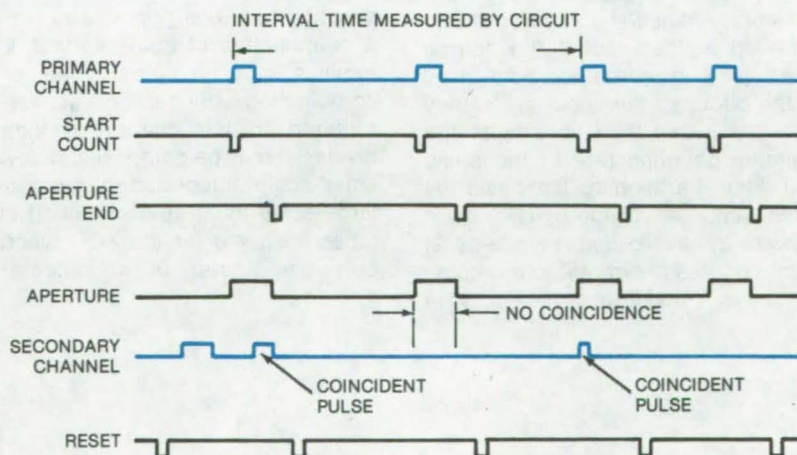 INTERVAL TIME MEASURED BY CIRCUIT
PRIMARY
CHANNEL
START
COUNT
APERTURE
END
APERTURE
NO COINCIDENCE
SECONDARY
CHANNEL
COINCIDENT
PULSE
COINCIDENT
PULSE
RESET